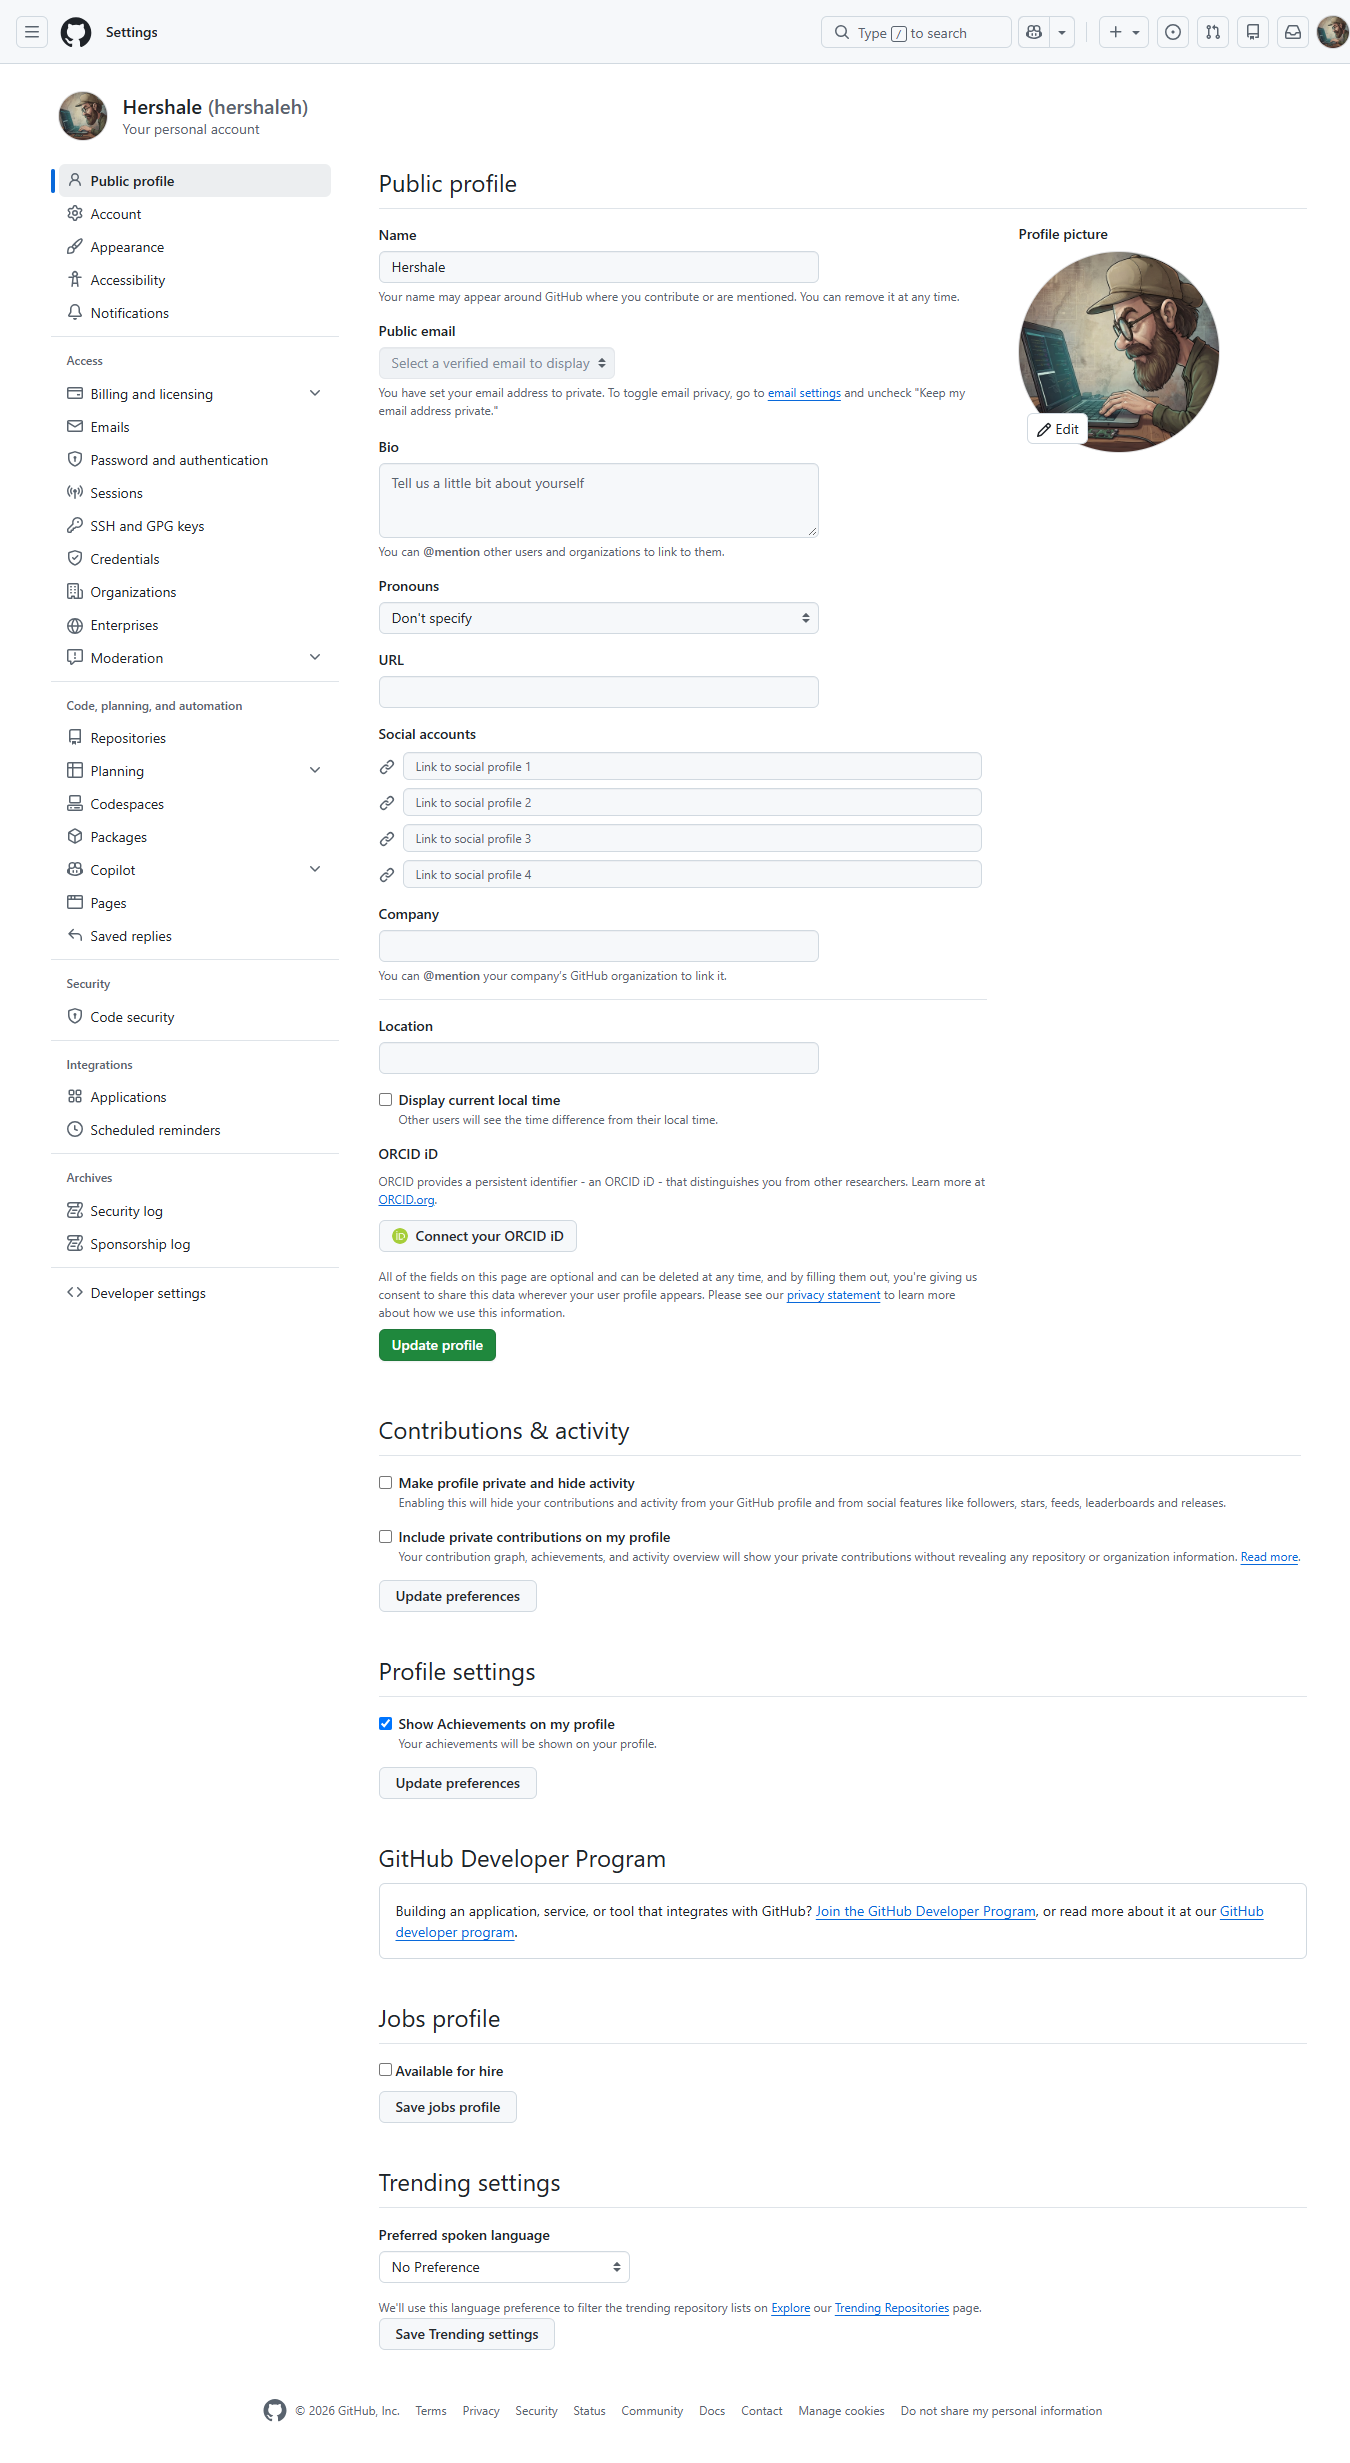 Settings
Type / to search
Hershale (hershaleh)
Your personal account
Public profile
Account
Appearance
Accessibility
Notifications
Access
Billing and licensing
Emails
Password and authentication
Sessions
SSH and GPG keys
Credentials
Organizations
Enterprises
Moderation
Code, planning, and automation
Repositories
Planning
Codespaces
Packages
Copilot
Pages
Saved replies
Security
Code security
Integrations
Applications
Scheduled reminders
Archives
Security log
Sponsorship log
Developer settings
Public profile
Name
Hershale
Your name may appear around GitHub where you contribute or are mentioned. You can remove it at any time.
Public email
Select a verified email to display
You have set your email address to private. To toggle email privacy, go to email settings and uncheck "Keep my
email address private."
Bio
Tell us a little bit about yourself
You can @mention other users and organizations to link to them.
Pronouns
Don't specify
URL
Social accounts
Link to social profile 1
Link to social profile 2
Link to social profile 3
Link to social profile 4
Company
You can @mention your company's GitHub organization to link it.
Location
Display current local time
Other users will see the time difference from their local time.
ORCID iD
ORCID provides a persistent identifier - an ORCID iD - that distinguishes you from other researchers. Learn more at
ORCID.org.
iD Connect your ORCID iD
All of the fields on this page are optional and can be deleted at any time, and by filling them out, you're giving us
consent to share this data wherever your user profile appears. Please see our privacy statement to learn more
about how we use this information.
Update profile
Profile picture
Edit
Contributions & activity
Make profile private and hide activity
Enabling this will hide your contributions and activity from your GitHub profile and from social features like followers, stars, feeds, leaderboards and releases.
Include private contributions on my profile
Your contribution graph, achievements, and activity overview will show your private contributions without revealing any repository or organization information. Read more.
Update preferences
Profile settings
Show Achievements on my profile
Your achievements will be shown on your profile.
Update preferences
GitHub Developer Program
Building an application, service, or tool that integrates with GitHub? Join the GitHub Developer Program, or read more about it at our GitHub
developer program.
Jobs profile
Available for hire
Save jobs profile
Trending settings
Preferred spoken language
No Preference
We'll use this language preference to filter the trending repository lists on Explore our Trending Repositories page.
Save Trending settings
© 2026 GitHub, Inc. Terms Privacy Security Status Community Docs Contact Manage cookies Do not share my personal information